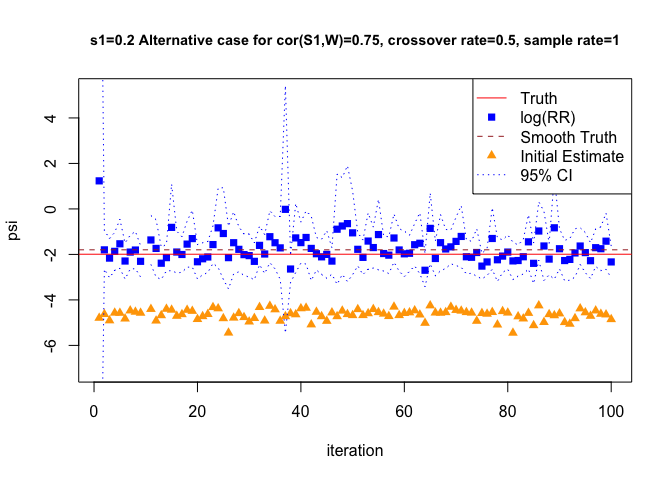 s1=0.2 Alternative case for cor(S1,W)=0.75, crossover rate=0.5, sample rate=1
Truth
log(RR)
Smooth Truth
Initial Estimate
95% CI
psi
4
2
0
-2
-4
-6
0 20 40 60 80 100
iteration